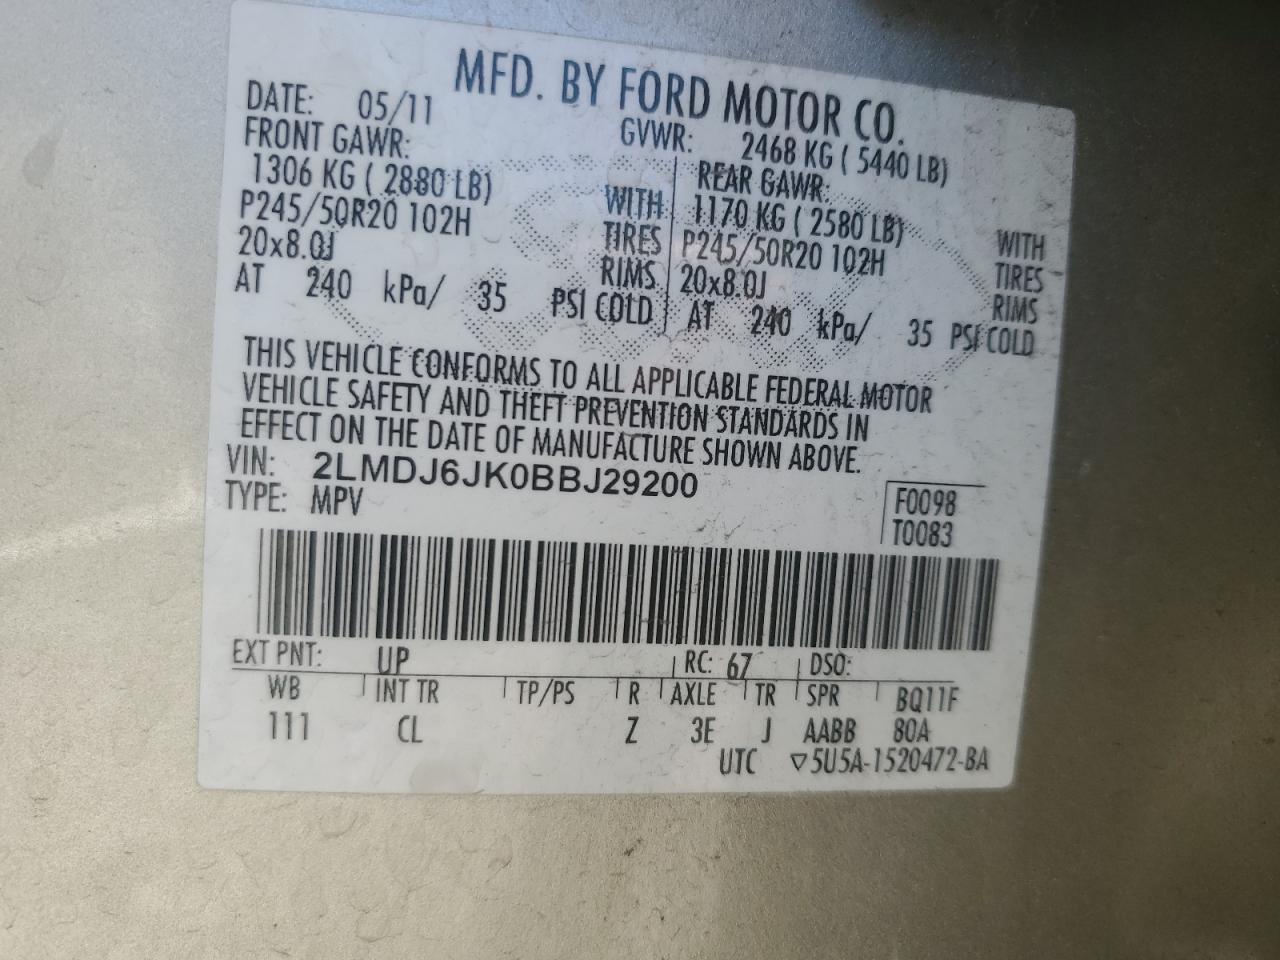 MFD. BY FORD MOTOR CO.
DATE: 05/11 GVWR: 2468 KG ( 5440 LB)
FRONT GAWR: REAR GAWR:
1306 KG ( 2880 LB) WITH 1170 KG ( 2580 LB) WITH
P245/50R20 102H TIRES P245/50R20 102H TIRES
20x8.0J RIMS 20x8.0J RIMS
AT 240 kPa/ 35 PSI COLD AT 240 kPa/ 35 PSI COLD
THIS VEHICLE CONFORMS TO ALL APPLICABLE FEDERAL MOTOR
VEHICLE SAFETY AND THEFT PREVENTION STANDARDS IN
EFFECT ON THE DATE OF MANUFACTURE SHOWN ABOVE.
VIN: 2LMDJ6JK0BBJ29200
TYPE: MPV F0098
T0083
EXT PNT: UP RC: 67 DSO:
WB INT TR TP/PS R AXLE TR SPR BQ11F
111 CL Z 3E J AABB 80A
UTC ▽5U5A-1520472-BA